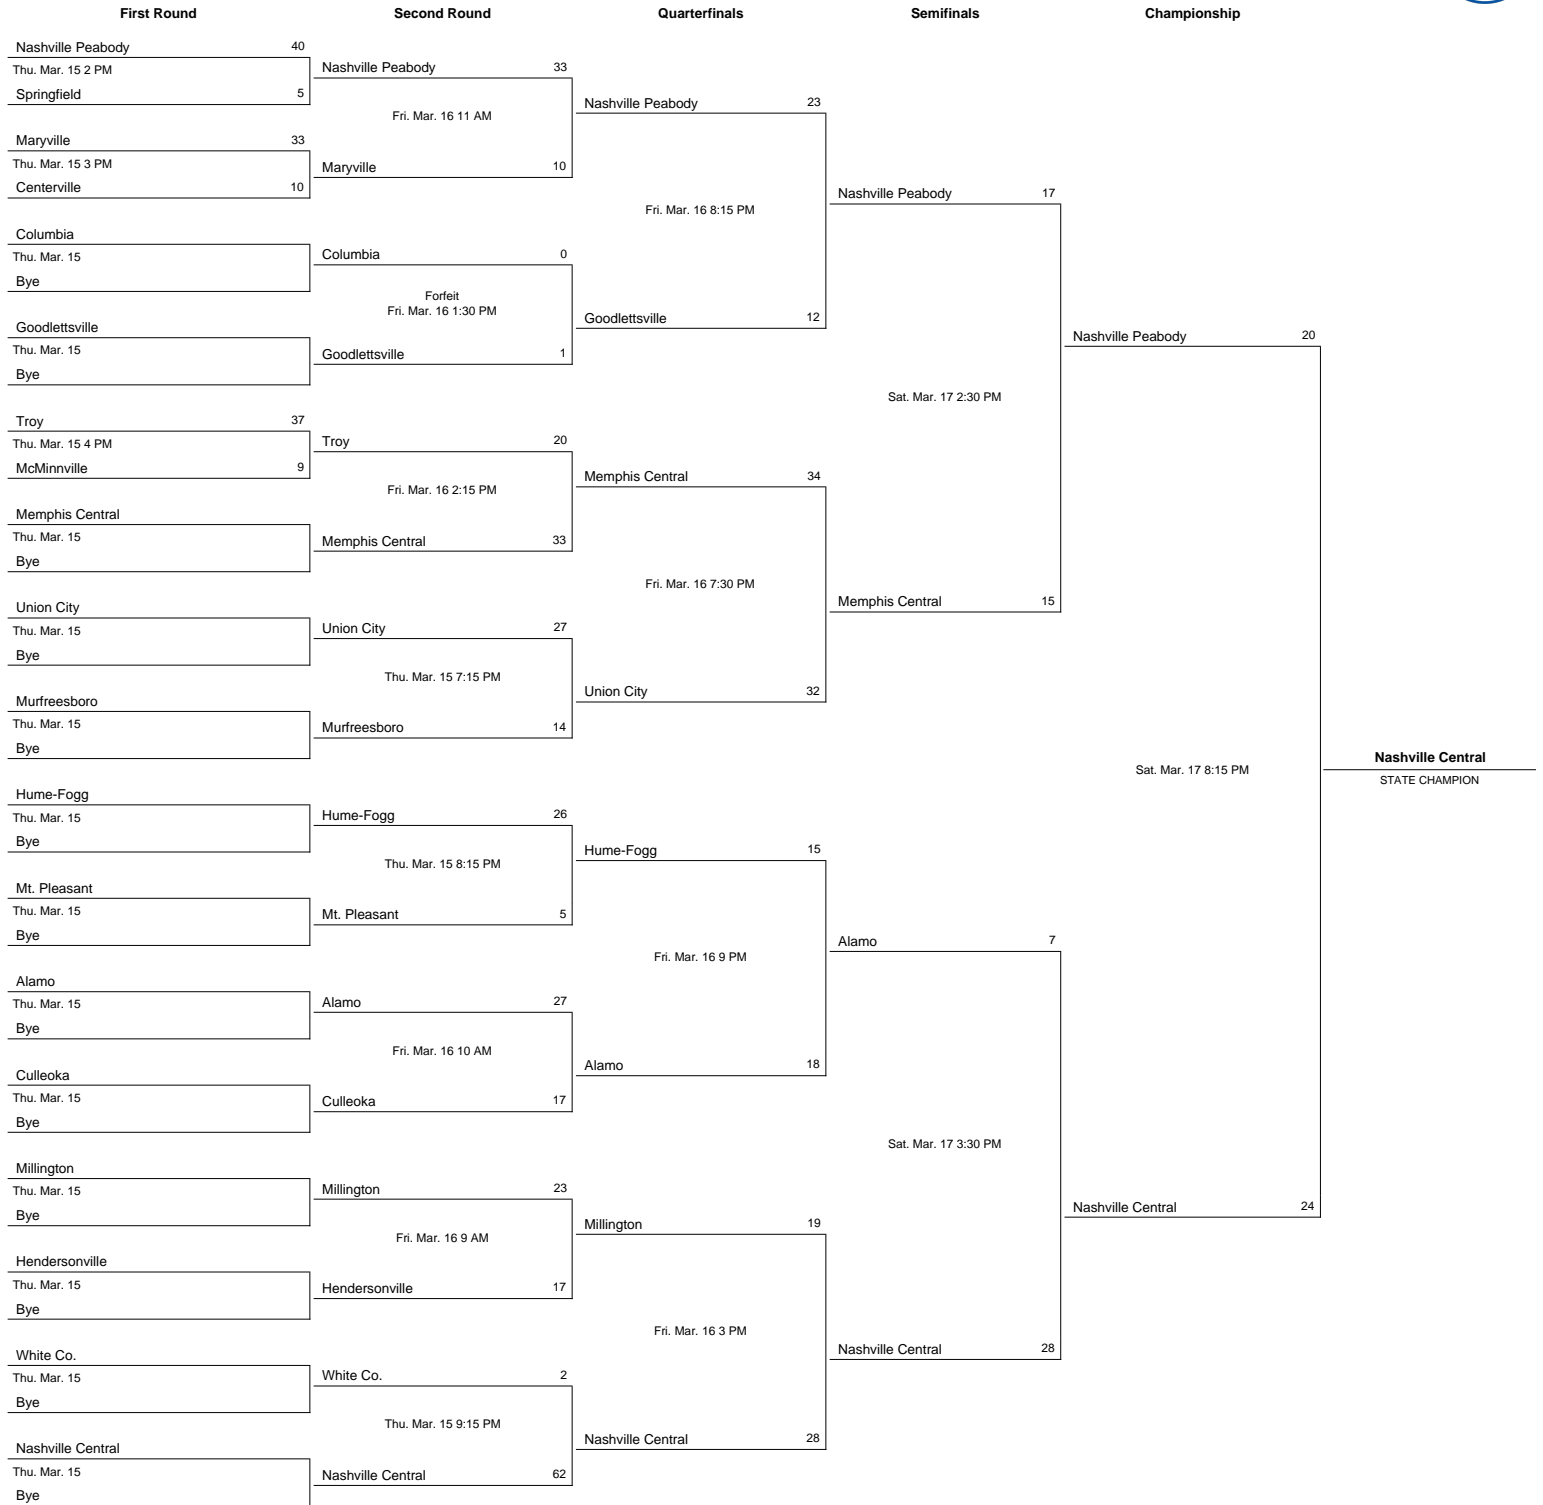 First Round
Second Round
Quarterfinals
Semifinals
Championship
Nashville Peabody 40
Thu. Mar. 15 2 PM
Springfield 5
Maryville 33
Thu. Mar. 15 3 PM
Centerville 10
Columbia
Thu. Mar. 15
Bye
Goodlettsville
Thu. Mar. 15
Bye
Troy 37
Thu. Mar. 15 4 PM
McMinnville 9
Memphis Central
Thu. Mar. 15
Bye
Union City
Thu. Mar. 15
Bye
Murfreesboro
Thu. Mar. 15
Bye
Hume-Fogg
Thu. Mar. 15
Bye
Mt. Pleasant
Thu. Mar. 15
Bye
Alamo
Thu. Mar. 15
Bye
Culleoka
Thu. Mar. 15
Bye
Millington
Thu. Mar. 15
Bye
Hendersonville
Thu. Mar. 15
Bye
White Co.
Thu. Mar. 15
Bye
Nashville Central
Thu. Mar. 15
Bye
Nashville Peabody 33
Fri. Mar. 16 11 AM
Maryville 10
Columbia 0
Forfeit
Fri. Mar. 16 1:30 PM
Goodlettsville 1
Troy 20
Fri. Mar. 16 2:15 PM
Memphis Central 33
Union City 27
Thu. Mar. 15 7:15 PM
Murfreesboro 14
Hume-Fogg 26
Thu. Mar. 15 8:15 PM
Mt. Pleasant 5
Alamo 27
Fri. Mar. 16 10 AM
Culleoka 17
Millington 23
Fri. Mar. 16 9 AM
Hendersonville 17
White Co. 2
Thu. Mar. 15 9:15 PM
Nashville Central 62
Nashville Peabody 23
Fri. Mar. 16 8:15 PM
Goodlettsville 12
Memphis Central 34
Fri. Mar. 16 7:30 PM
Union City 32
Hume-Fogg 15
Fri. Mar. 16 9 PM
Alamo 18
Millington 19
Fri. Mar. 16 3 PM
Nashville Central 28
Nashville Peabody 17
Sat. Mar. 17 2:30 PM
Memphis Central 15
Alamo 7
Sat. Mar. 17 3:30 PM
Nashville Central 28
Nashville Peabody 20
Sat. Mar. 17 8:15 PM
Nashville Central 24
Nashville Central
STATE CHAMPION